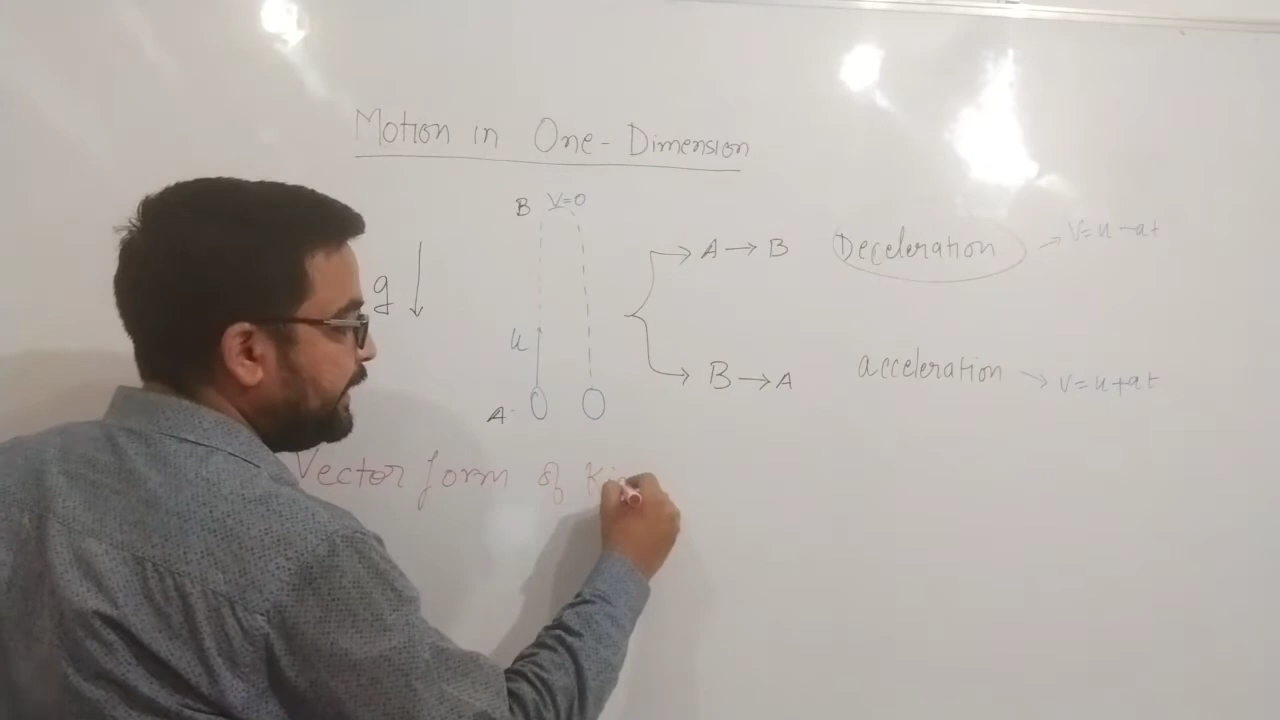 Motion in One-Dimension
B V=0
g
u
A
A → B Deceleration → V=u-at
B → A acceleration → V=u+at
Vector form of Ki